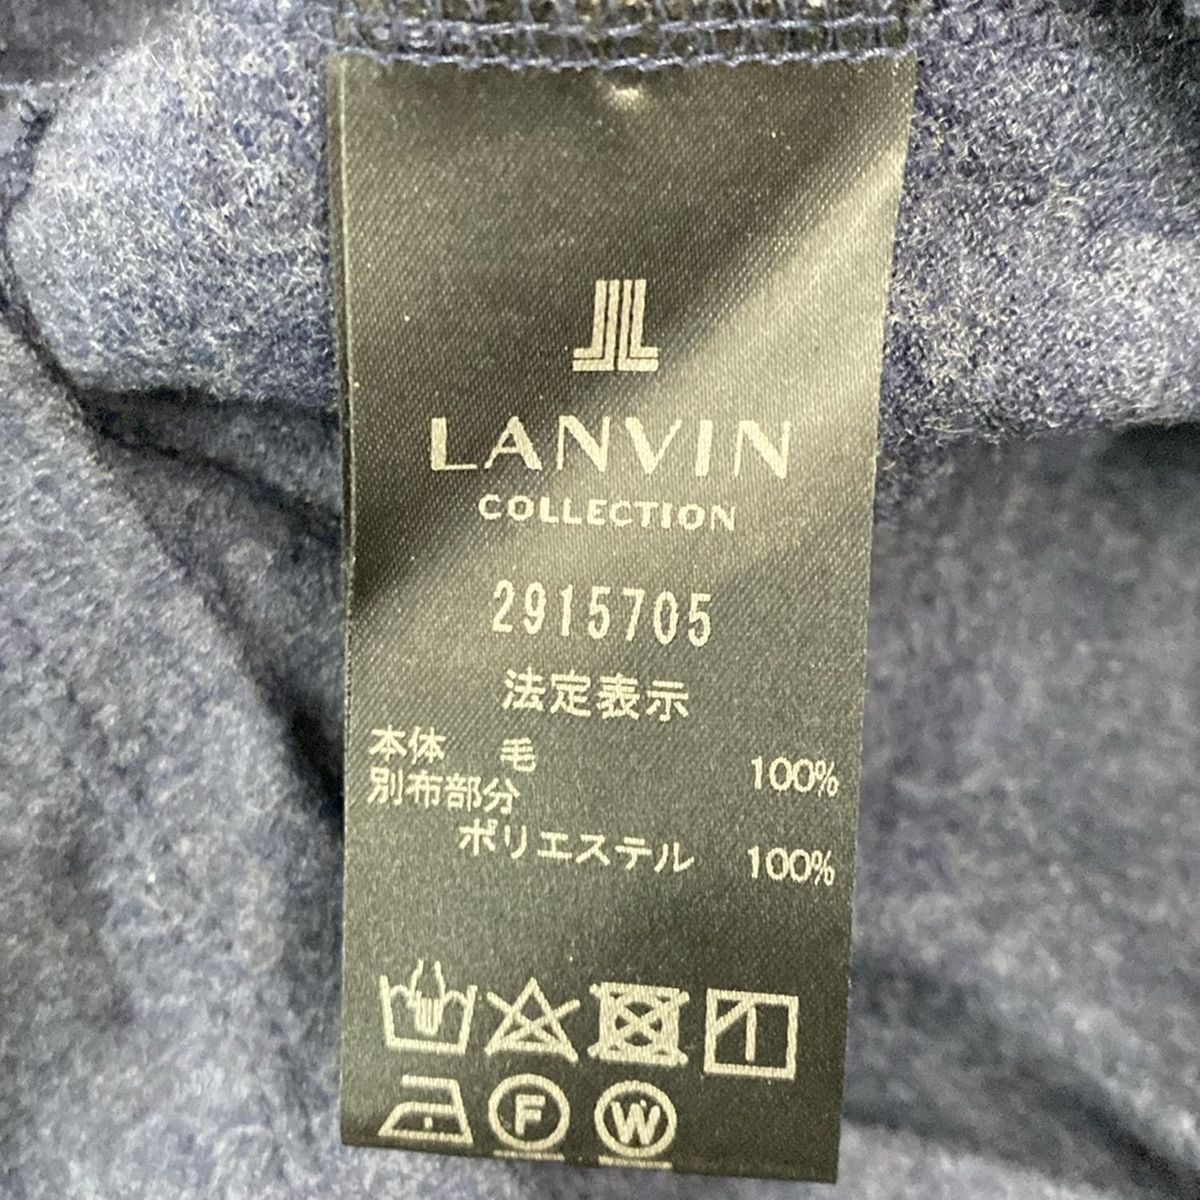 LANVIN
COLLECTION
2915705
法定表示
本体 毛 100%
別布部分
ポリエステル 100%
F W